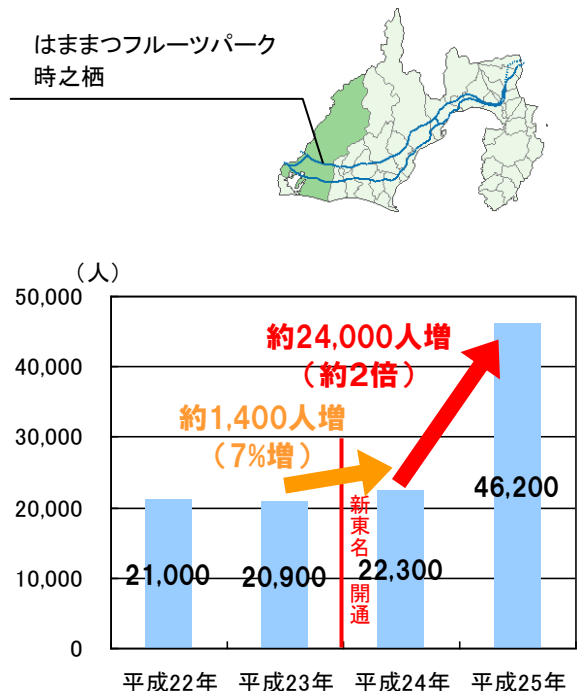 はままつフルーツパーク
時之栖
（人）
50,000
40,000
30,000
20,000
10,000
0
約24,000人増
（約2倍）
約1,400人増
（7%増）
新東名 開通
21,000
20,900
22,300
46,200
平成22年
平成23年
平成24年
平成25年